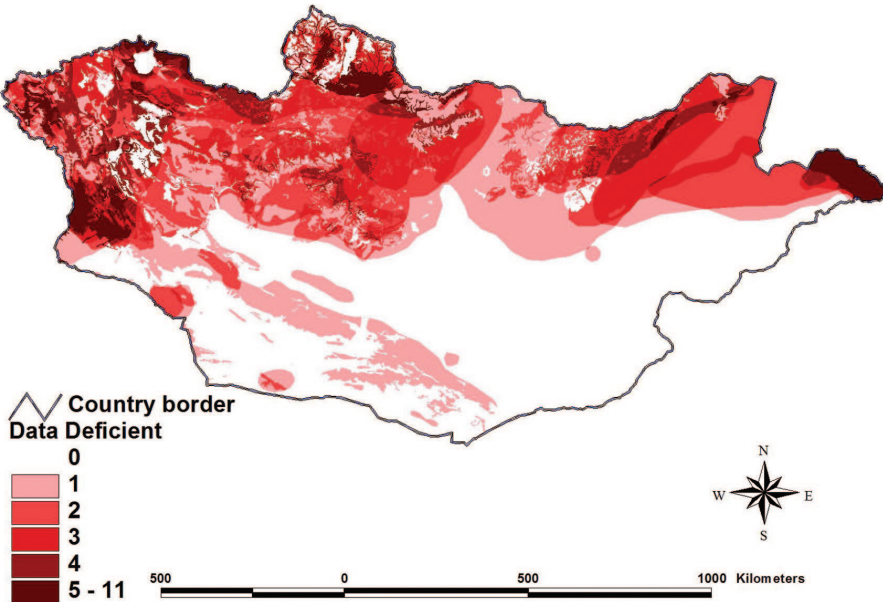 Country border
Data Deficient
0
1
2
3
4
5 - 11
N
W E
S
500 0 500 1000 Kilometers